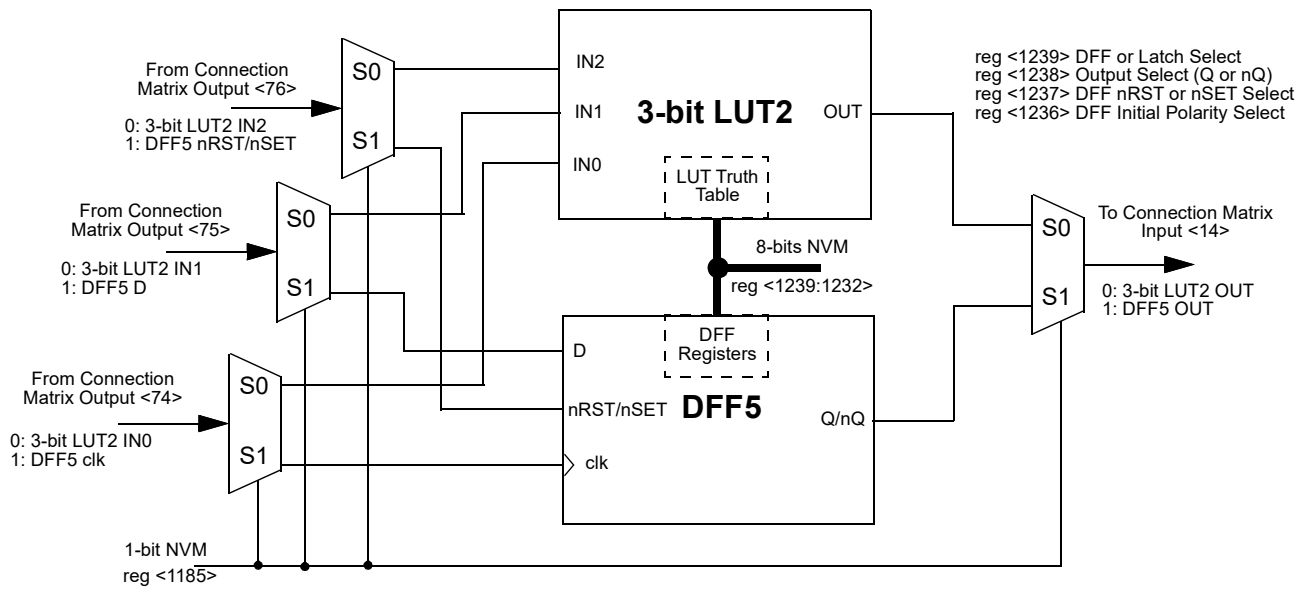 From Connection
Matrix Output <76>
0: 3-bit LUT2 IN2
1: DFF5 nRST/nSET
S0
S1
From Connection
Matrix Output <75>
0: 3-bit LUT2 IN1
1: DFF5 D
S0
S1
From Connection
Matrix Output <74>
0: 3-bit LUT2 IN0
1: DFF5 clk
S0
S1
1-bit NVM
reg <1185>
IN2
IN1
IN0
3-bit LUT2
OUT
LUT Truth
Table
8-bits NVM
reg <1239:1232>
DFF
Registers
D
nRST/nSET
DFF5
Q/nQ
clk
reg <1239> DFF or Latch Select
reg <1238> Output Select (Q or nQ)
reg <1237> DFF nRST or nSET Select
reg <1236> DFF Initial Polarity Select
S0
S1
To Connection Matrix
Input <14>
0: 3-bit LUT2 OUT
1: DFF5 OUT